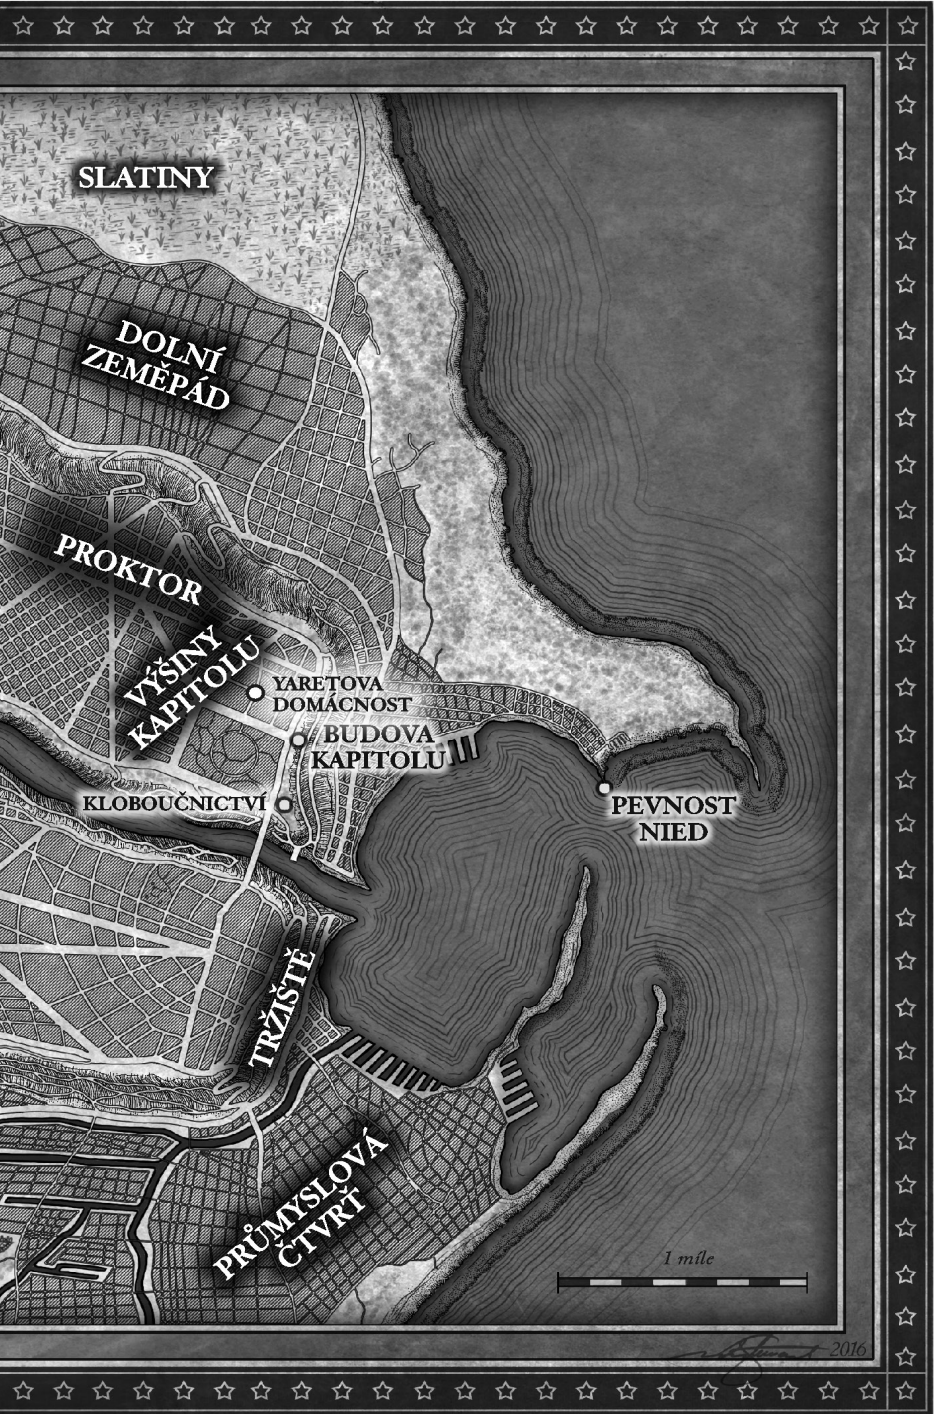 SLATINY
DOLNÍ
ZEMĚPÁD
PROKTOR
VÝŠINY
KAPITOLU
YARETOVA
DOMÁCNOST
BUDOVA
KAPITOLU
KLOBOUČNICTVÍ
PEVNOST
NIED
TRŽIŠTĚ
PRŮMYSLOVÁ
ČTVRŤ
1 míle
2016